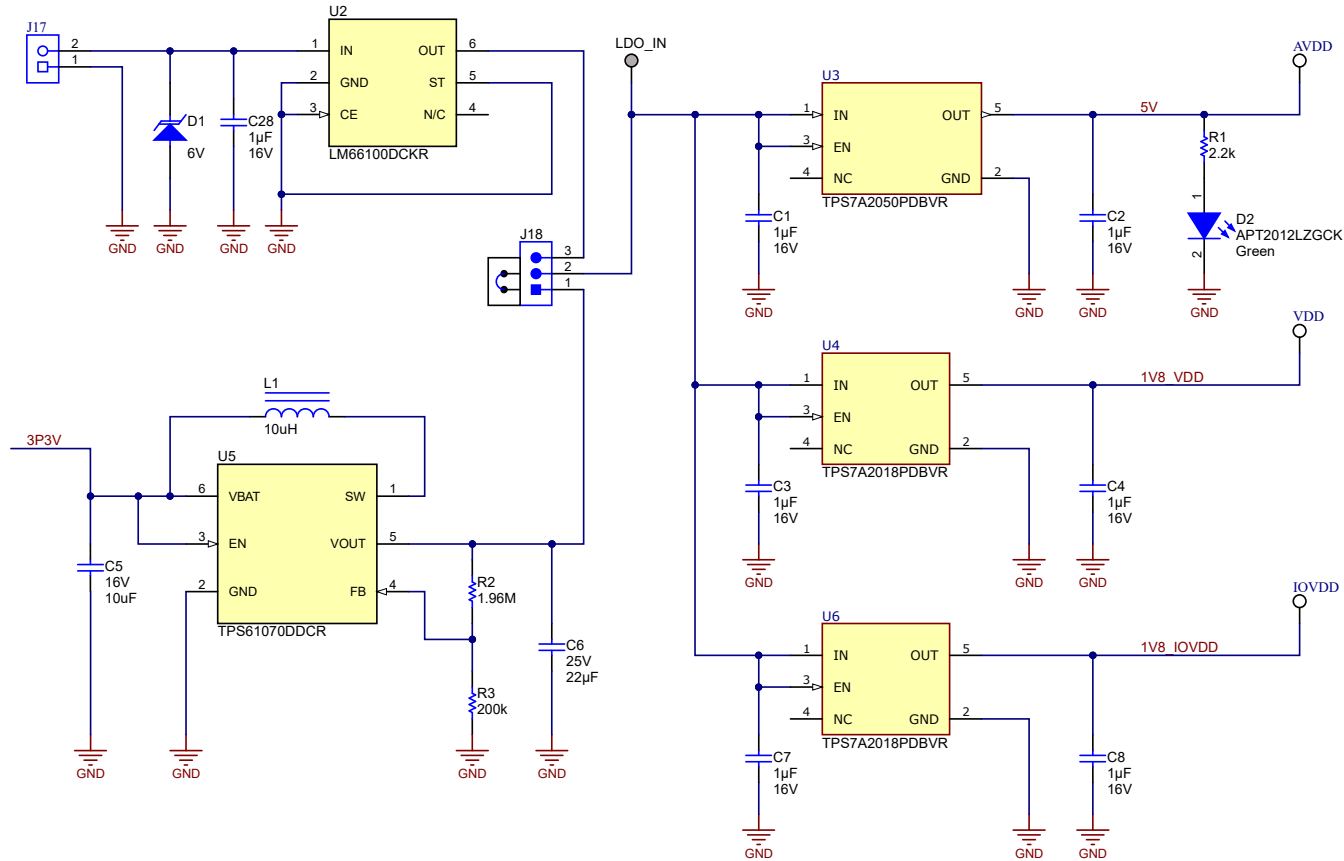 J17
2
1
GND
D1
6V
GND
C28
1µF
16V
GND
U2
1
IN
OUT
6
2
GND
ST
5
3
CE
N/C
4
LM66100DCKR
GND
J18
3
2
1
LDO_IN
3P3V
L1
10uH
U5
6
VBAT
SW
1
3
EN
VOUT
5
2
GND
FB
4
TPS61070DDCR
C5
16V
10uF
GND
GND
R2
1.96M
R3
200k
GND
C6
25V
22µF
GND
U3
1
IN
OUT
5
3
EN
4
NC
GND
2
TPS7A2050PDBVR
C1
1µF
16V
GND
GND
5V
AVDD
C2
1µF
16V
GND
R1
2.2k
1
D2
APT2012LZGCK
Green
2
GND
U4
1
IN
OUT
5
3
EN
4
NC
GND
2
TPS7A2018PDBVR
C3
1µF
16V
GND
GND
1V8_VDD
VDD
C4
1µF
16V
GND
U6
1
IN
OUT
5
3
EN
4
NC
GND
2
TPS7A2018PDBVR
C7
1µF
16V
GND
GND
1V8_IOVDD
IOVDD
C8
1µF
16V
GND